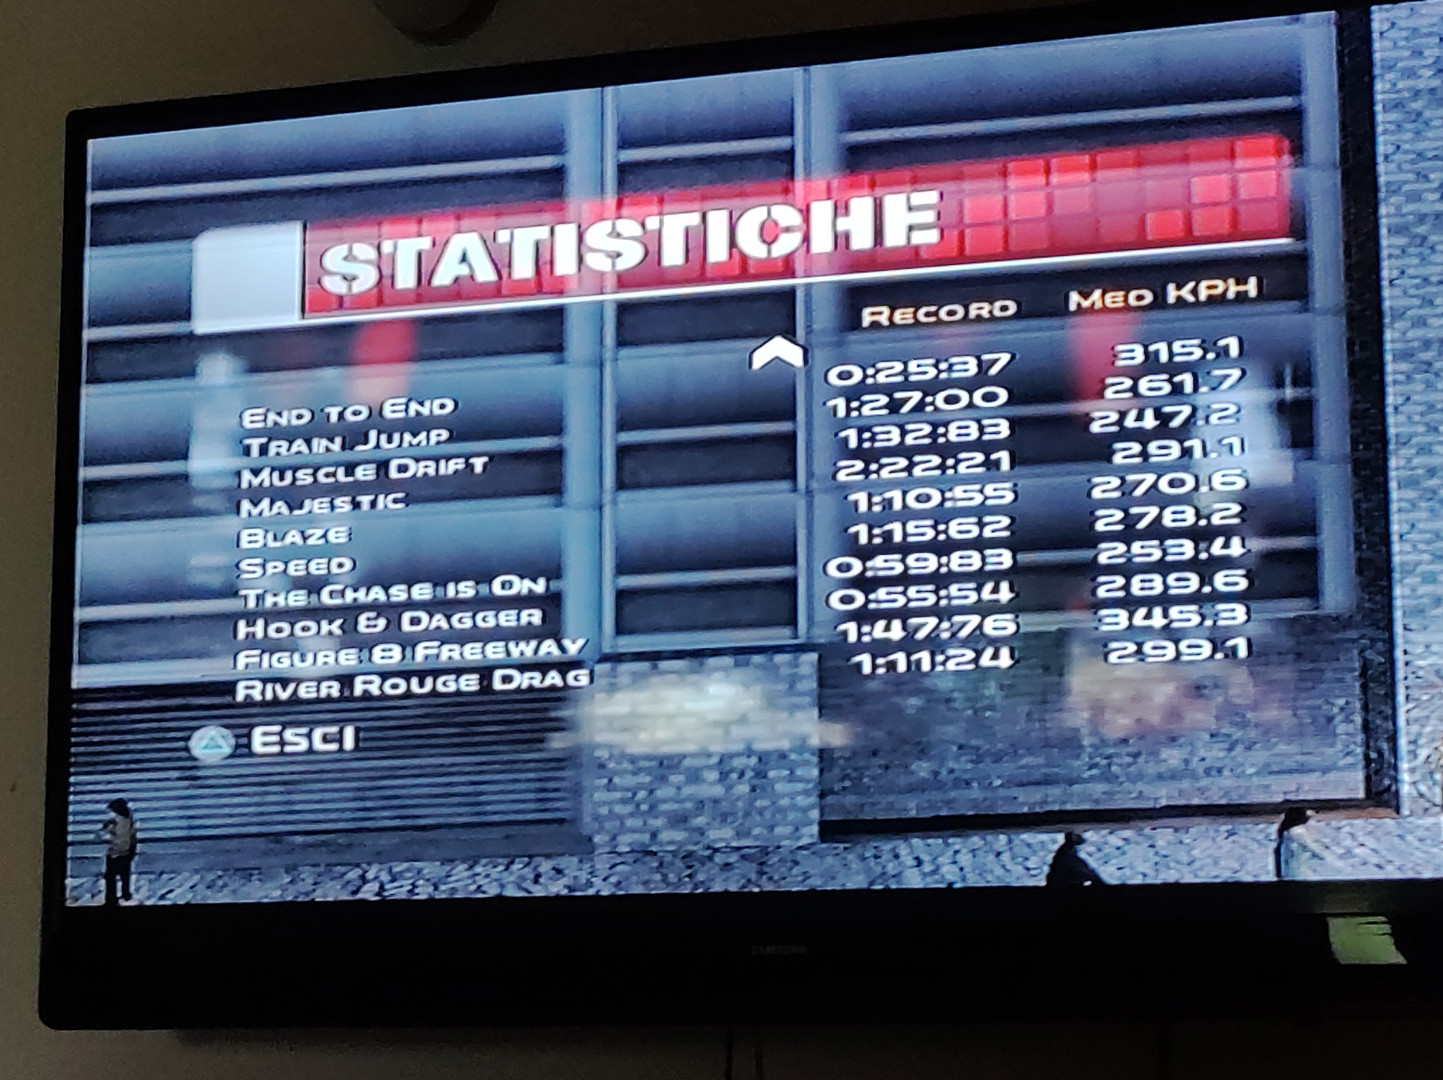 STATISTICHE
RECORD MED KPH
END TO END 0:25:37 315.1
TRAIN JUMP 1:27:00 261.7
MUSCLE DRIFT 1:32:83 247.2
MAJESTIC 2:22:21 291.1
BLAZE 1:10:55 270.6
SPEED 1:15:62 278.2
THE CHASE IS ON 0:59:83 253.4
HOOK & DAGGER 0:55:54 289.6
FIGURE 8 FREEWAY 1:47:76 345.3
RIVER ROUGE DRAG 1:11:24 299.1
ESCI
SAMSUNG